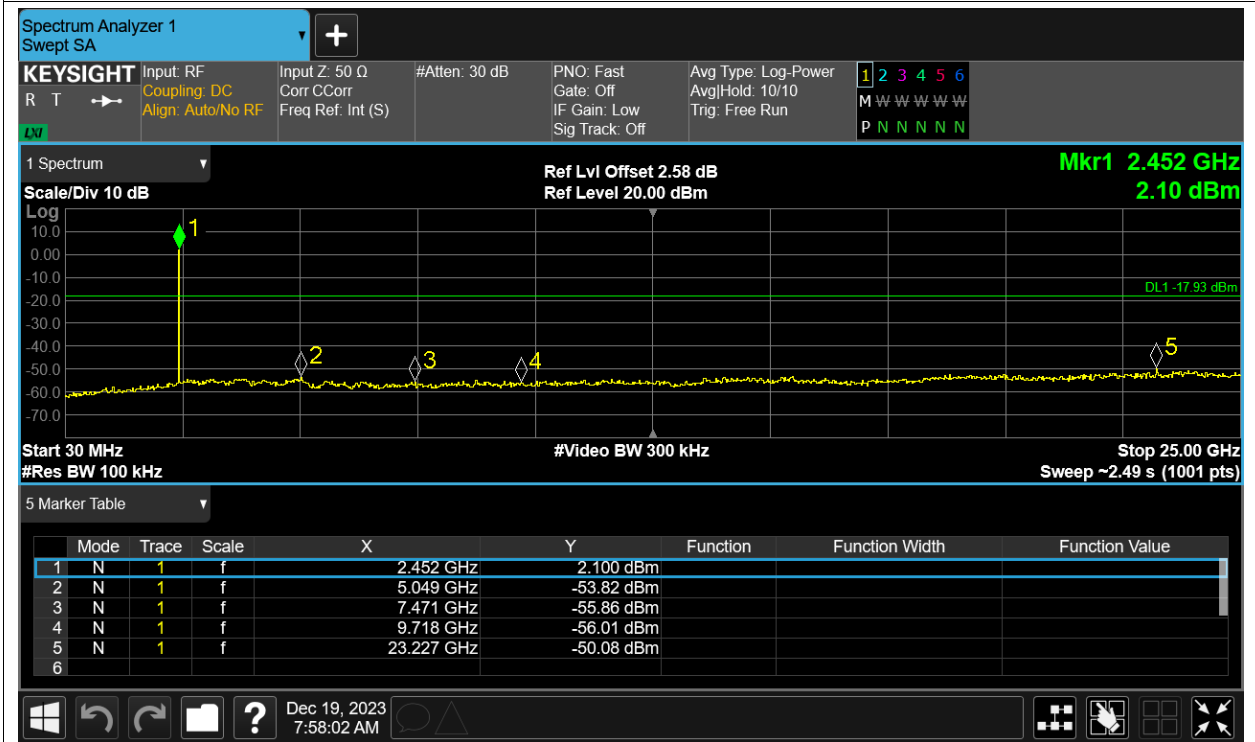 Spectrum Analyzer 1
Swept SA
+
KEYSIGHT
R T
LXI
Input: RF
Coupling: DC
Align: Auto/No RF
Input Z: 50 Ω
Corr CCorr
Freq Ref: Int (S)
#Atten: 30 dB
PNO: Fast
Gate: Off
IF Gain: Low
Sig Track: Off
Avg Type: Log-Power
Avg|Hold: 10/10
Trig: Free Run
1 2 3 4 5 6
M W W W W W
P N N N N N
1 Spectrum
Scale/Div 10 dB
Ref Lvl Offset 2.58 dB
Ref Level 20.00 dBm
Mkr1 2.452 GHz
2.10 dBm
Log
10.0
0.00
-10.0
-20.0
-30.0
-40.0
-50.0
-60.0
-70.0
1
DL1 -17.93 dBm
2
3
4
5
Start 30 MHz
#Video BW 300 kHz
Stop 25.00 GHz
#Res BW 100 kHz
Sweep ~2.49 s (1001 pts)
5 Marker Table
Mode Trace Scale X Y Function Function Width Function Value
1 N 1 f 2.452 GHz 2.100 dBm
2 N 1 f 5.049 GHz -53.82 dBm
3 N 1 f 7.471 GHz -55.86 dBm
4 N 1 f 9.718 GHz -56.01 dBm
5 N 1 f 23.227 GHz -50.08 dBm
6
?
Dec 19, 2023
7:58:02 AM